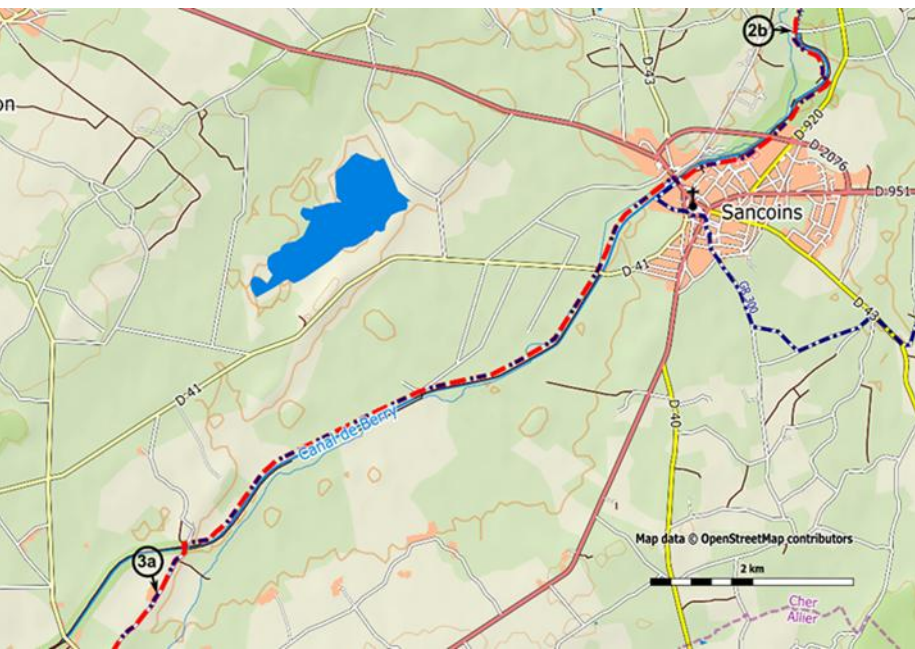 2b
D-43
on
D-920
D-2076
D-951
Sancoins
D-41
GR 300
D-43
D-41
D-40
Canal de Berry
Map data © OpenStreetMap contributors
3a
2 km
Cher
Allier